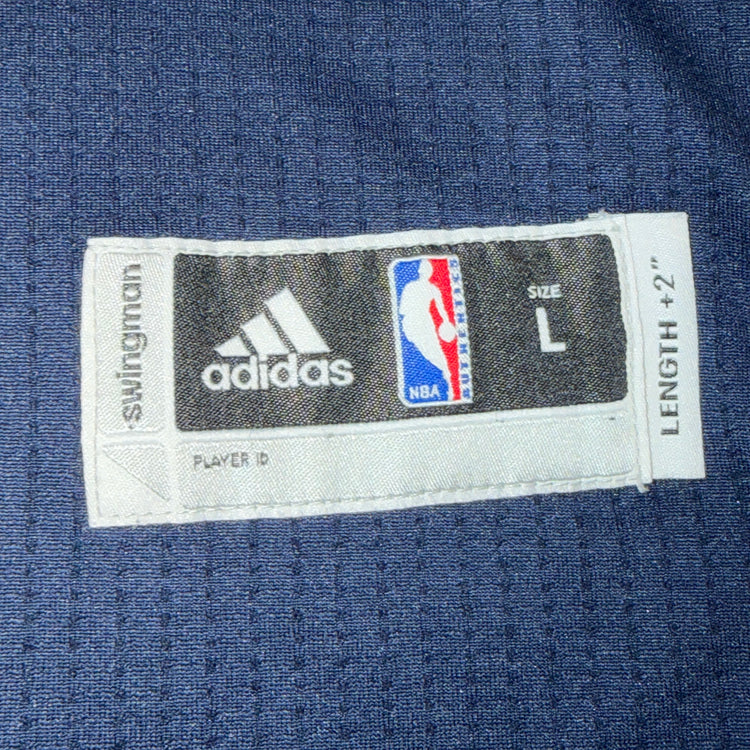 swingman
adidas
NBA
AUTHENTICS
SIZE
L
PLAYER ID
LENGTH +2"